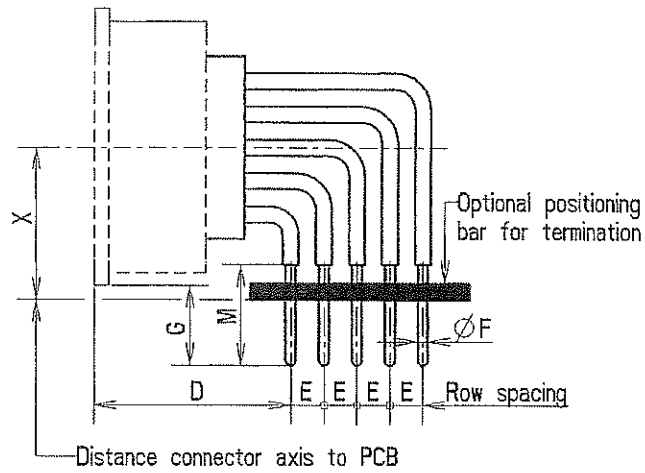 X
Optional positioning
bar for termination
G
M
ØF
D
E E E E
Row spacing
Distance connector axis to PCB